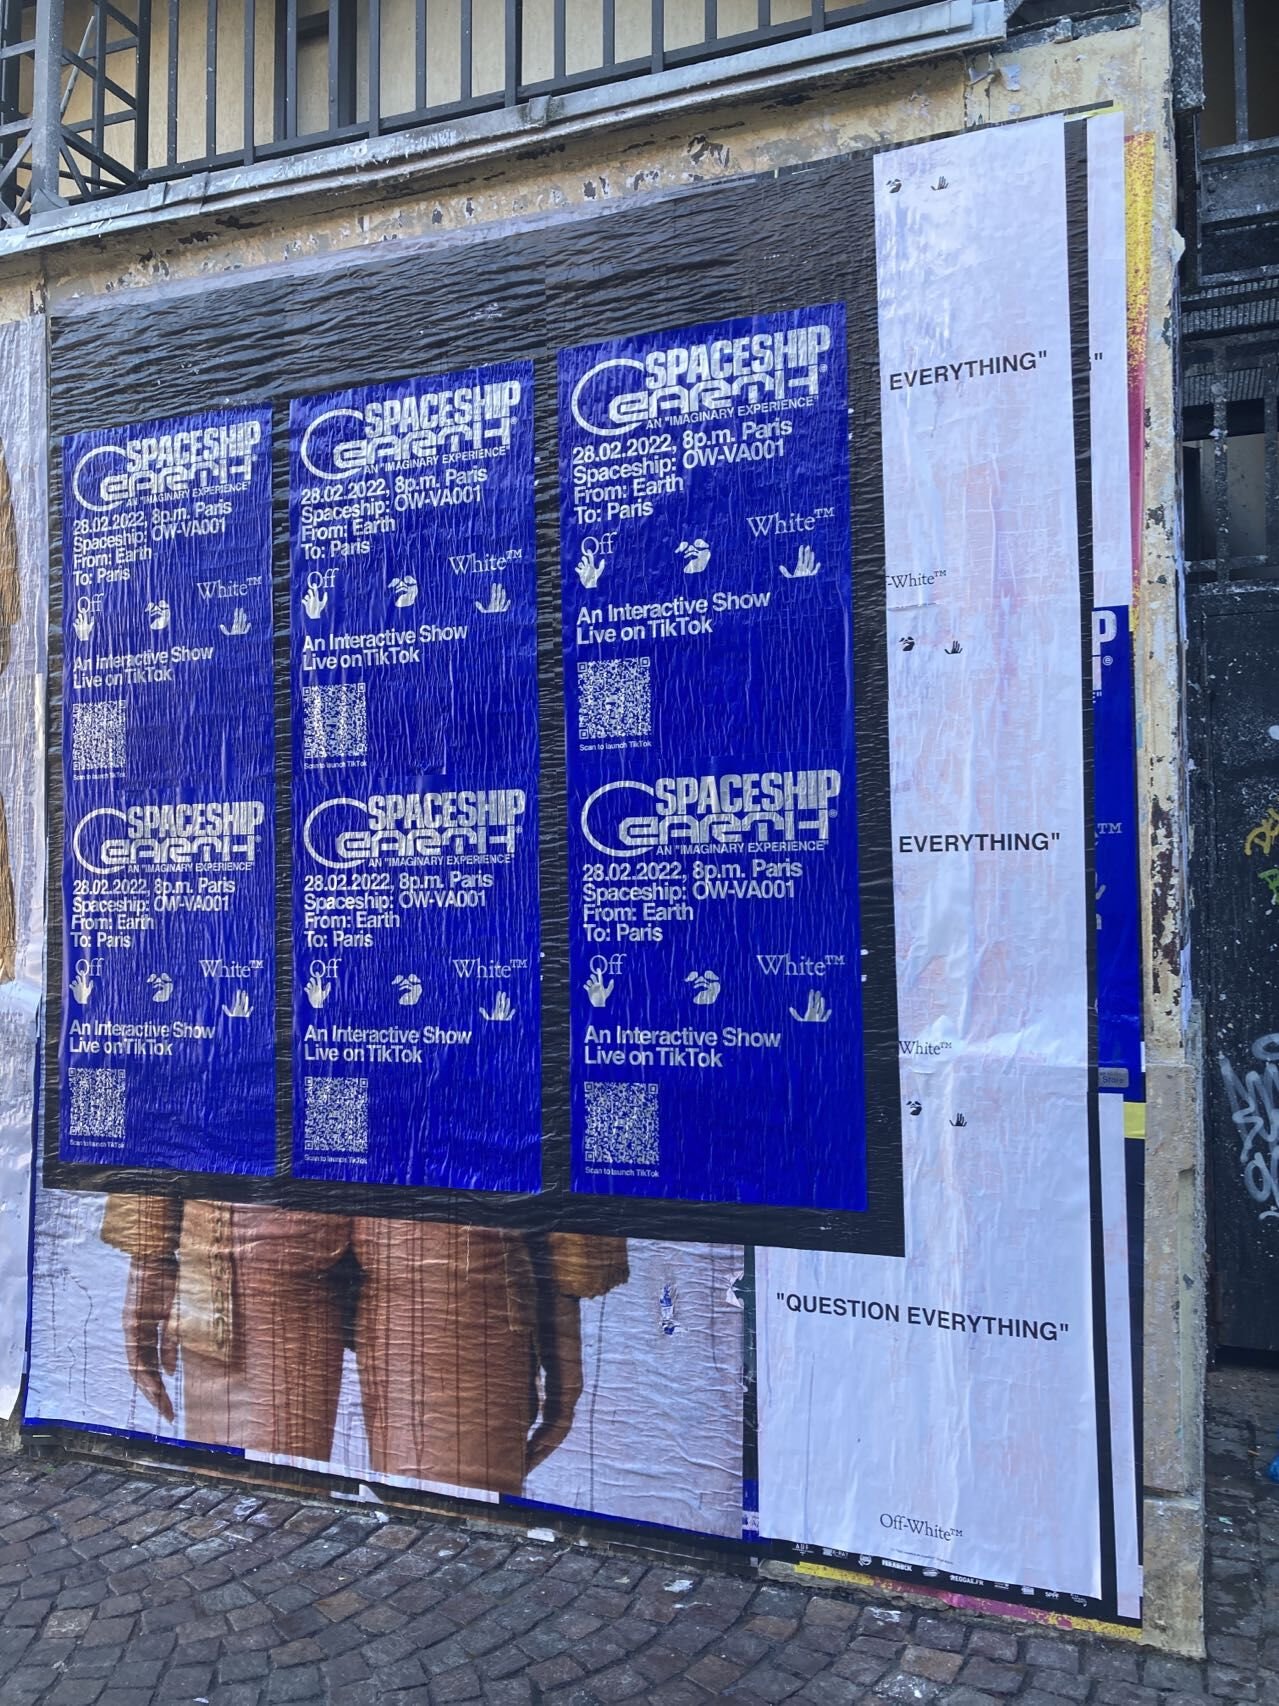 SPACESHIP
EARTH®
AN "IMAGINARY EXPERIENCE"
28.02.2022, 8p.m. Paris
Spaceship: OW-VA001
From: Earth
To: Paris
Off White™
An Interactive Show
Live on TikTok
Scan to launch TikTok
SPACESHIP
EARTH®
AN "IMAGINARY EXPERIENCE"
28.02.2022, 8p.m. Paris
Spaceship: OW-VA001
From: Earth
To: Paris
Off White™
An Interactive Show
Live on TikTok
Scan to launch TikTok
SPACESHIP
EARTH®
AN "IMAGINARY EXPERIENCE"
28.02.2022, 8p.m. Paris
Spaceship: OW-VA001
From: Earth
To: Paris
Off White™
An Interactive Show
Live on TikTok
Scan to launch TikTok
SPACESHIP
EARTH®
AN "IMAGINARY EXPERIENCE"
28.02.2022, 8p.m. Paris
Spaceship: OW-VA001
From: Earth
To: Paris
Off White™
An Interactive Show
Live on TikTok
Scan to launch TikTok
SPACESHIP
EARTH®
AN "IMAGINARY EXPERIENCE"
28.02.2022, 8p.m. Paris
Spaceship: OW-VA001
From: Earth
To: Paris
Off White™
An Interactive Show
Live on TikTok
Scan to launch TikTok
SPACESHIP
EARTH®
AN "IMAGINARY EXPERIENCE"
28.02.2022, 8p.m. Paris
Spaceship: OW-VA001
From: Earth
To: Paris
Off White™
An Interactive Show
Live on TikTok
Scan to launch TikTok
EVERYTHING"
-White™
EVERYTHING"
White™
"QUESTION EVERYTHING"
Off-White™
P
TM
Store
REGGAE.FR